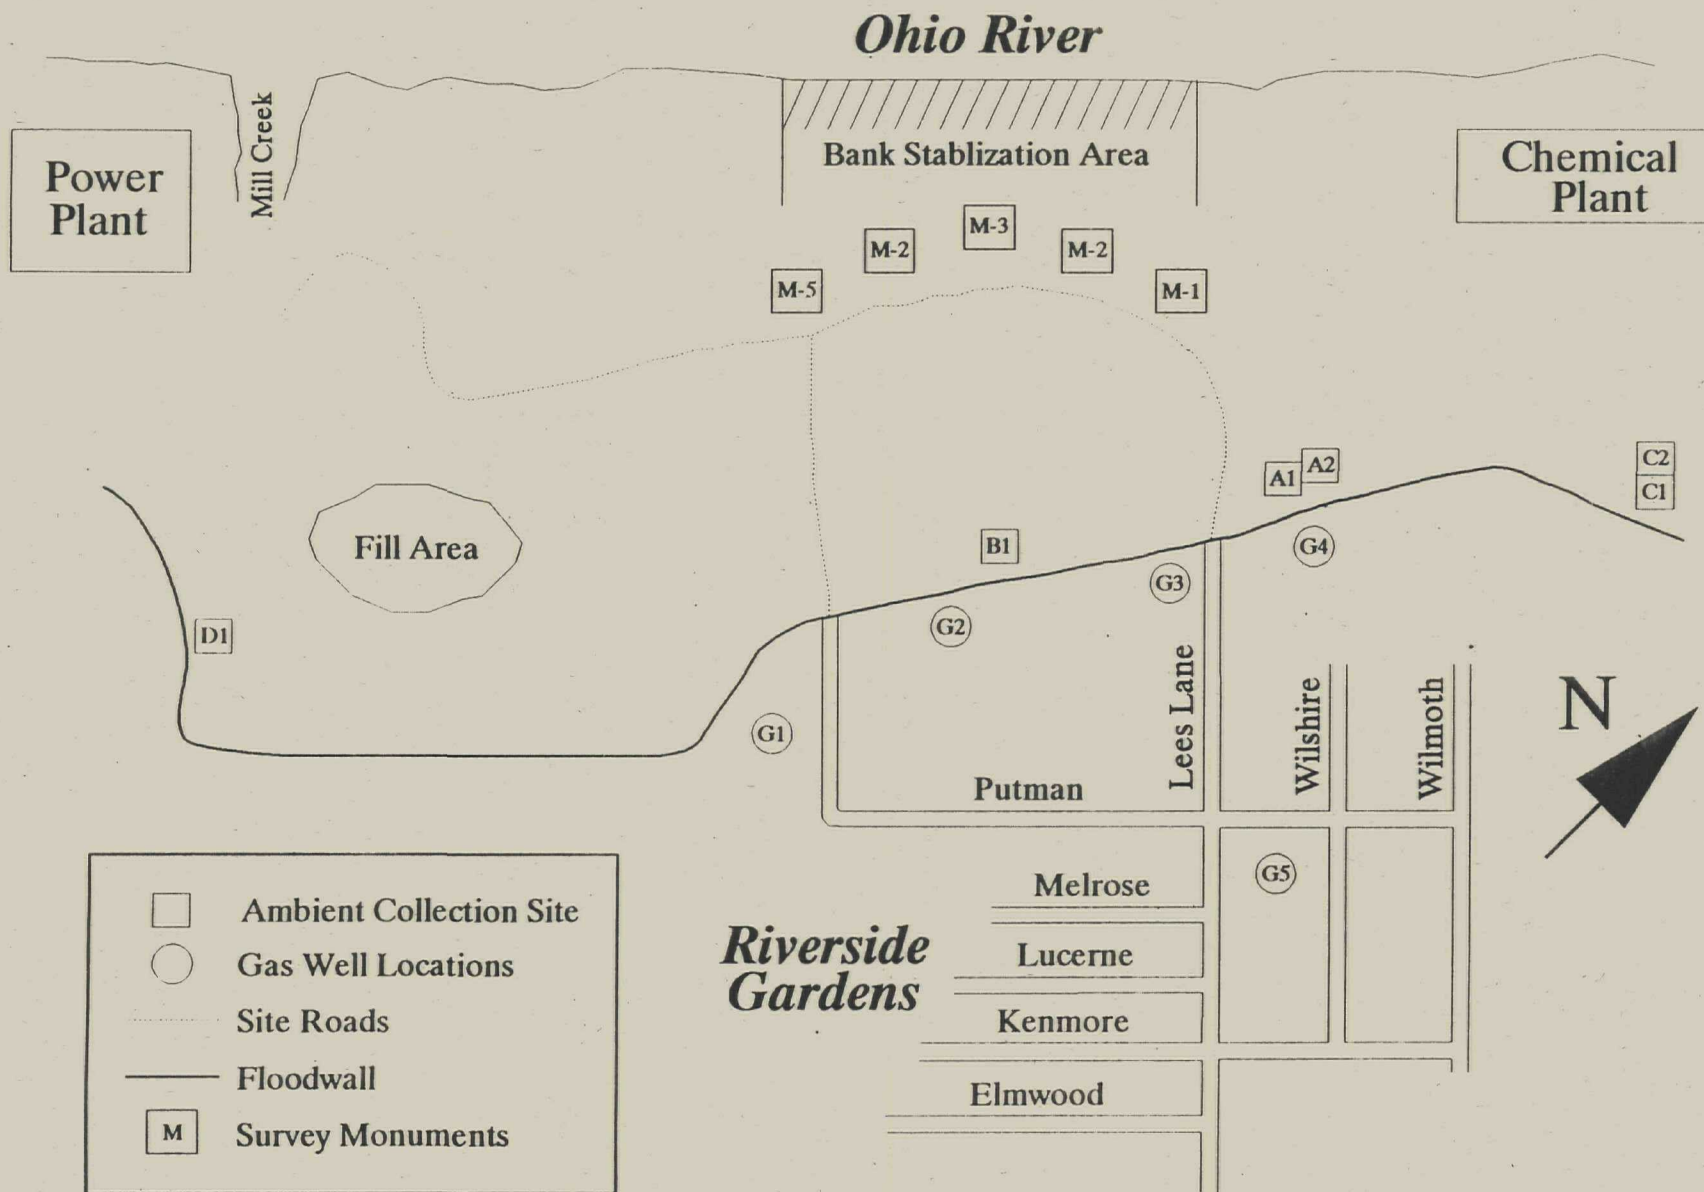 Ohio River
Mill Creek
Power
Plant
Bank Stablization Area
Chemical
Plant
M-3
M-2
M-2
M-5
M-1
C2
C1
A2
A1
B1
G4
G3
G2
Fill Area
D1
G1
Lees Lane
Wilshire
Wilmoth
N
Putman
G5
Melrose
Riverside
Gardens
Lucerne
Kenmore
Elmwood
Ambient Collection Site
Gas Well Locations
Site Roads
Floodwall
M Survey Monuments